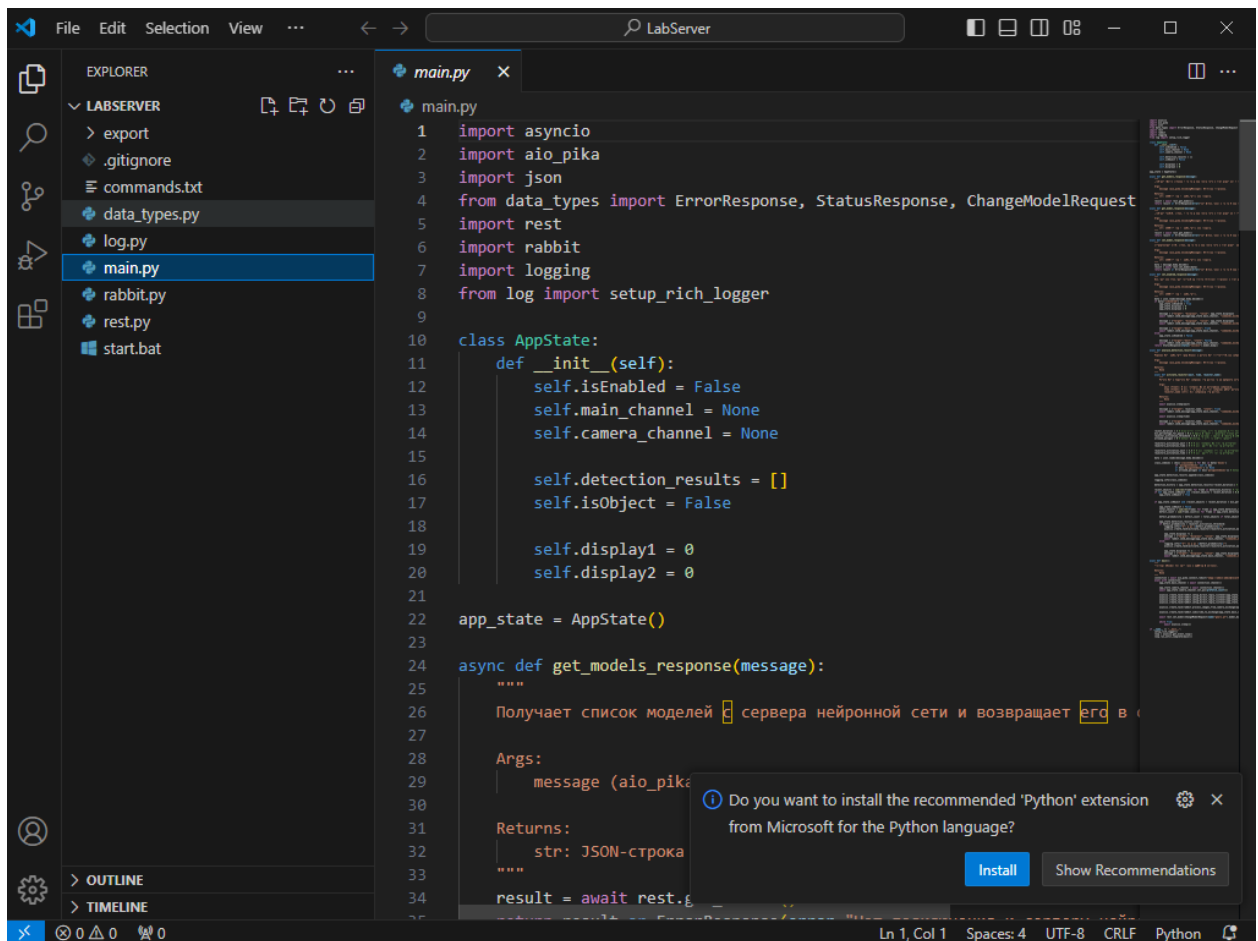 File Edit Selection View ··· LabServer
EXPLORER ···
LABSERVER
export
.gitignore
commands.txt
data_types.py
log.py
main.py
rabbit.py
rest.py
start.bat
OUTLINE
TIMELINE
main.py
main.py
1 import asyncio
2 import aio_pika
3 import json
4 from data_types import ErrorResponse, StatusResponse, ChangeModelRequest
5 import rest
6 import rabbit
7 import logging
8 from log import setup_rich_logger
9
10 class AppState:
11 def __init__(self):
12 self.isEnabled = False
13 self.main_channel = None
14 self.camera_channel = None
15
16 self.detection_results = []
17 self.isObject = False
18
19 self.display1 = 0
20 self.display2 = 0
21
22 app_state = AppState()
23
24 async def get_models_response(message):
25 """
26 Получает список моделей с сервера нейронной сети и возвращает его в
27
28 Args:
29 message (aio_pika
30
31 Returns:
32 str: JSON-строка
33 """
34 result = await rest.
Do you want to install the recommended 'Python' extension
from Microsoft for the Python language?
Install Show Recommendations
0 0 0 Ln 1, Col 1 Spaces: 4 UTF-8 CRLF Python